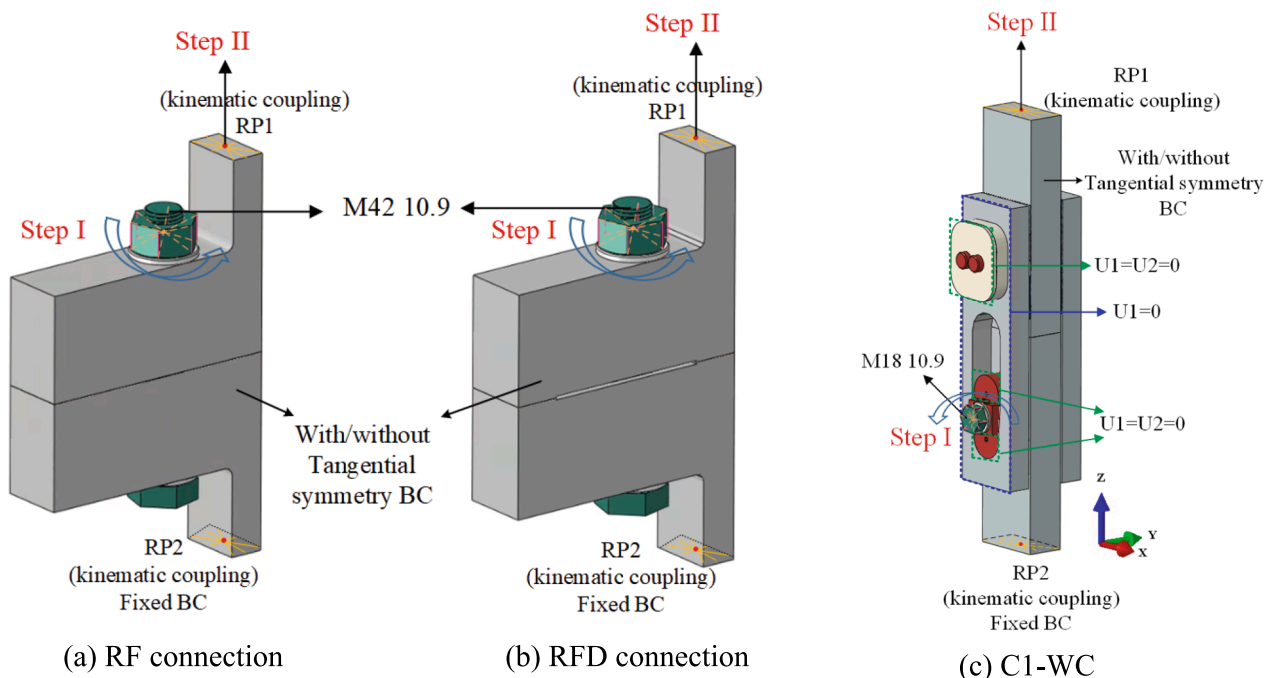 Step II
(kinematic coupling)
RP1
Step I
M42 10.9
With/without
Tangential
symmetry BC
RP2
(kinematic coupling)
Fixed BC
(a) RF connection
Step II
(kinematic coupling)
RP1
Step I
RP2
(kinematic coupling)
Fixed BC
(b) RFD connection
Step II
RP1
(kinematic coupling)
With/without
Tangential symmetry
BC
U1=U2=0
U1=0
M18 10.9
Step I
U1=U2=0
Z
Y
X
RP2
(kinematic coupling)
Fixed BC
(c) C1-WC